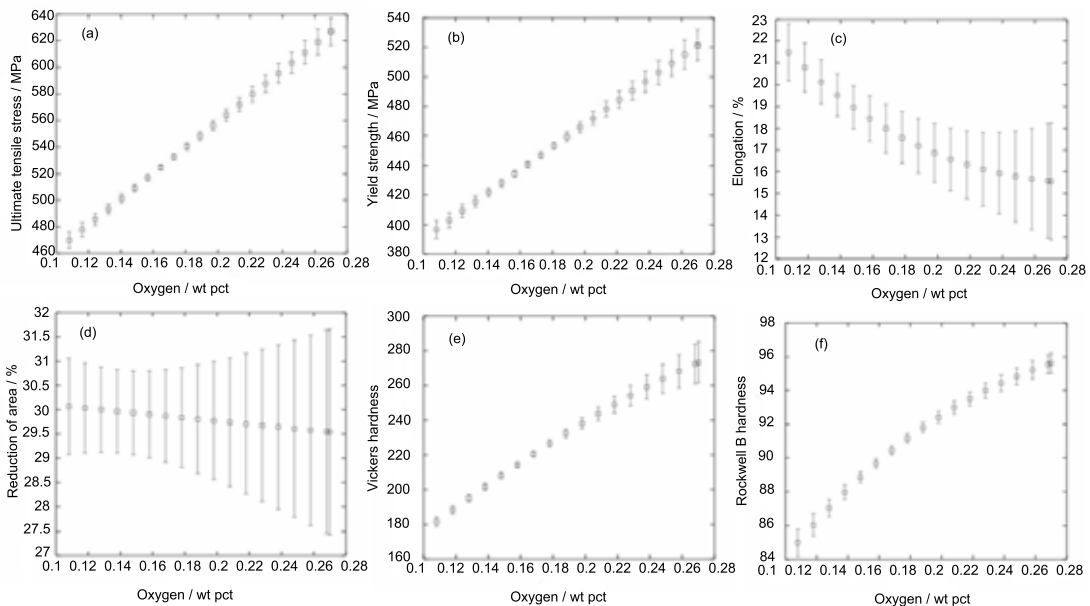 (a)
Ultimate tensile stress / MPa
640
620
600
580
560
540
520
500
480
460
0.1 0.12 0.14 0.16 0.18 0.2 0.22 0.24 0.26 0.28
Oxygen / wt pct
(b)
Yield strength / MPa
540
520
500
480
460
440
420
400
380
0.1 0.12 0.14 0.16 0.18 0.2 0.22 0.24 0.26 0.28
Oxygen / wt pct
(c)
Elongation / %
23
22
21
20
19
18
17
16
15
14
13
12
0.1 0.12 0.14 0.16 0.18 0.2 0.22 0.24 0.26 0.28
Oxygen / wt pct
(d)
Reduction of area / %
32
31.5
31
30.5
30
29.5
29
28.5
28
27.5
27
0.1 0.12 0.14 0.16 0.18 0.2 0.22 0.24 0.26 0.28
Oxygen / wt pct
(e)
Vickers hardness
300
280
260
240
220
200
180
160
0.1 0.12 0.14 0.16 0.18 0.2 0.22 0.24 0.26 0.28
Oxygen / wt pct
(f)
Rockwell B hardness
98
96
94
92
90
88
86
84
0.1 0.12 0.14 0.16 0.18 0.2 0.22 0.24 0.26 0.28
Oxygen / wt pct